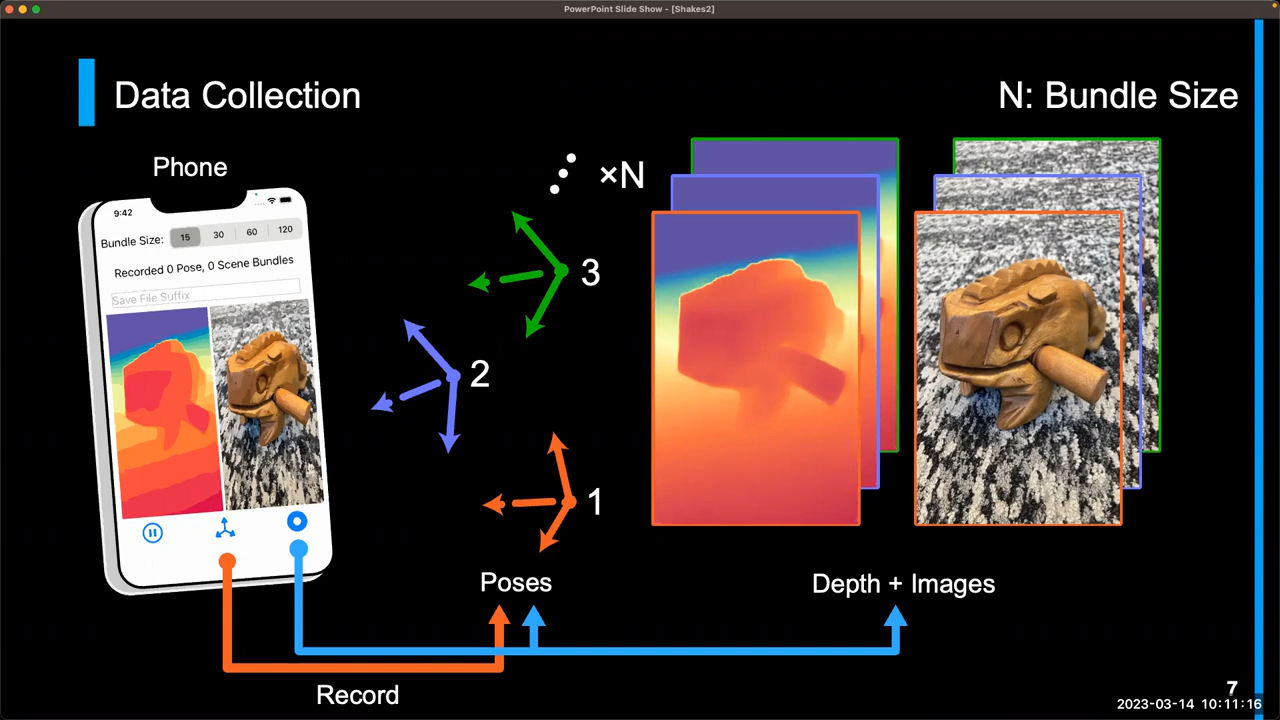 PowerPoint Slide Show - [Shakes2]
Data Collection
N: Bundle Size
Phone
9:42
Bundle Size: 15 30 60 120
Recorded 0 Pose, 0 Scene Bundles
Save File Suffix
×N
3
2
1
Poses
Depth + Images
Record
7
2023-03-14 10:11:16